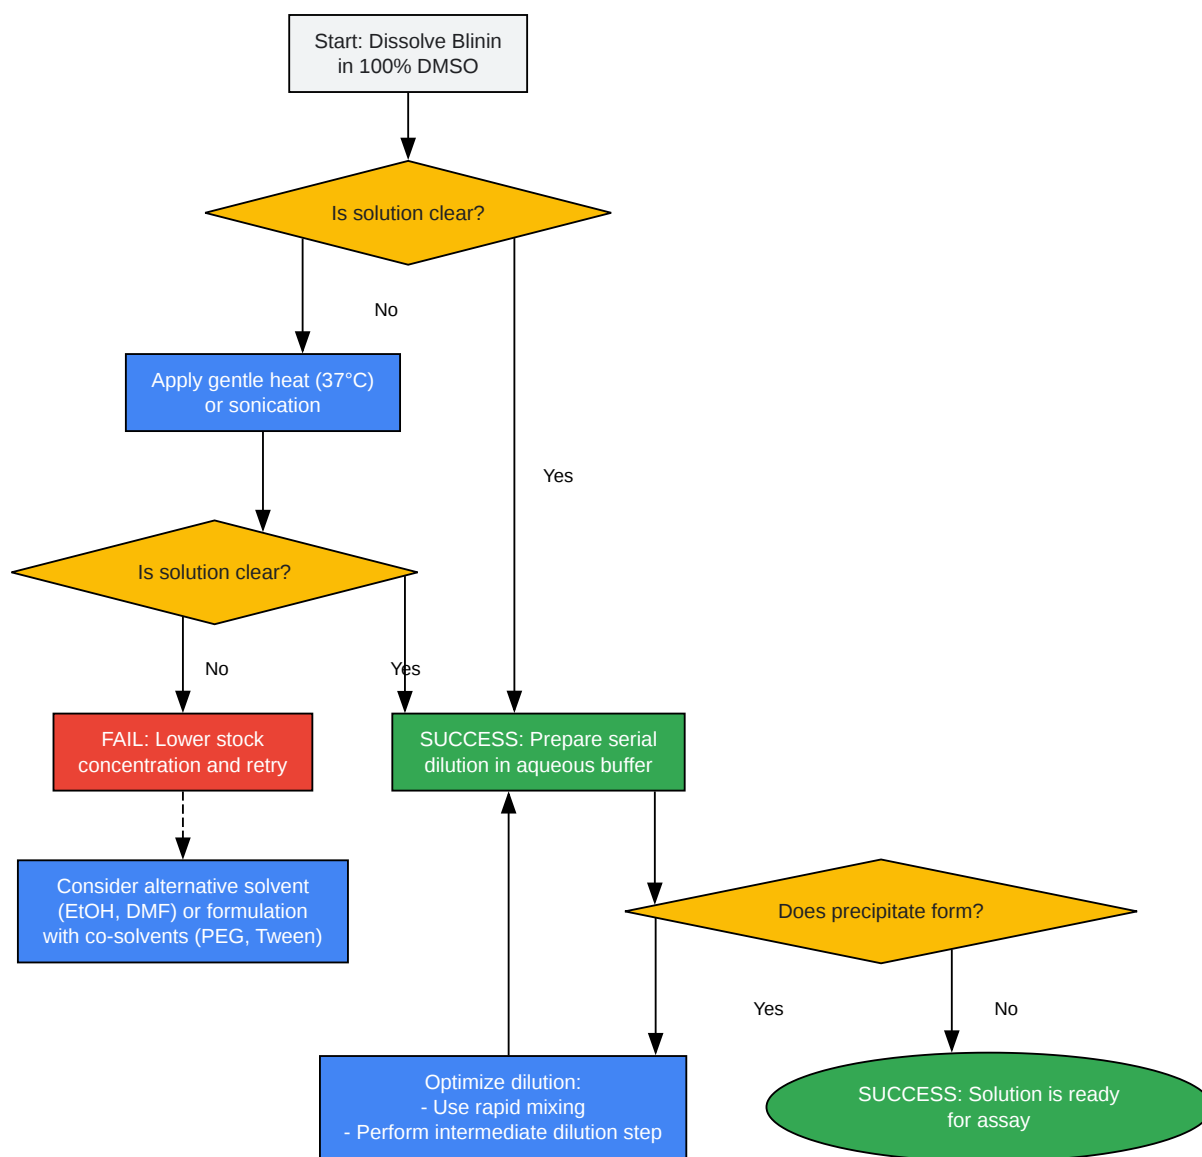 Start: Dissolve Blinin
in 100% DMSO
Is solution clear?
No
Apply gentle heat (37°C)
or sonication
Yes
Is solution clear?
No
Yes
FAIL: Lower stock
concentration and retry
SUCCESS: Prepare serial
dilution in aqueous buffer
Consider alternative solvent
(EtOH, DMF) or formulation
with co-solvents (PEG, Tween)
Does precipitate form?
Yes
No
Optimize dilution:
- Use rapid mixing
- Perform intermediate dilution step
SUCCESS: Solution is ready
for assay